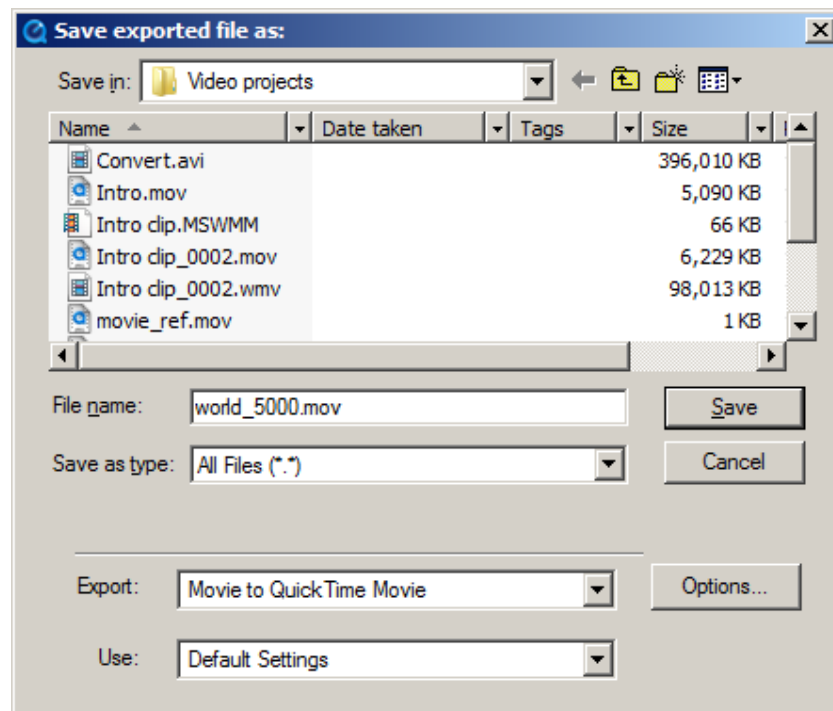 Save exported file as:
Save in: Video projects
Name Date taken Tags Size
Convert.avi 396,010 KB
Intro.mov 5,090 KB
Intro clip.MSWMM 66 KB
Intro clip_0002.mov 6,229 KB
Intro clip_0002.wmv 98,013 KB
movie_ref.mov 1 KB
File name: world_5000.mov Save
Save as type: All Files (*.*) Cancel
Export: Movie to QuickTime Movie Options...
Use: Default Settings